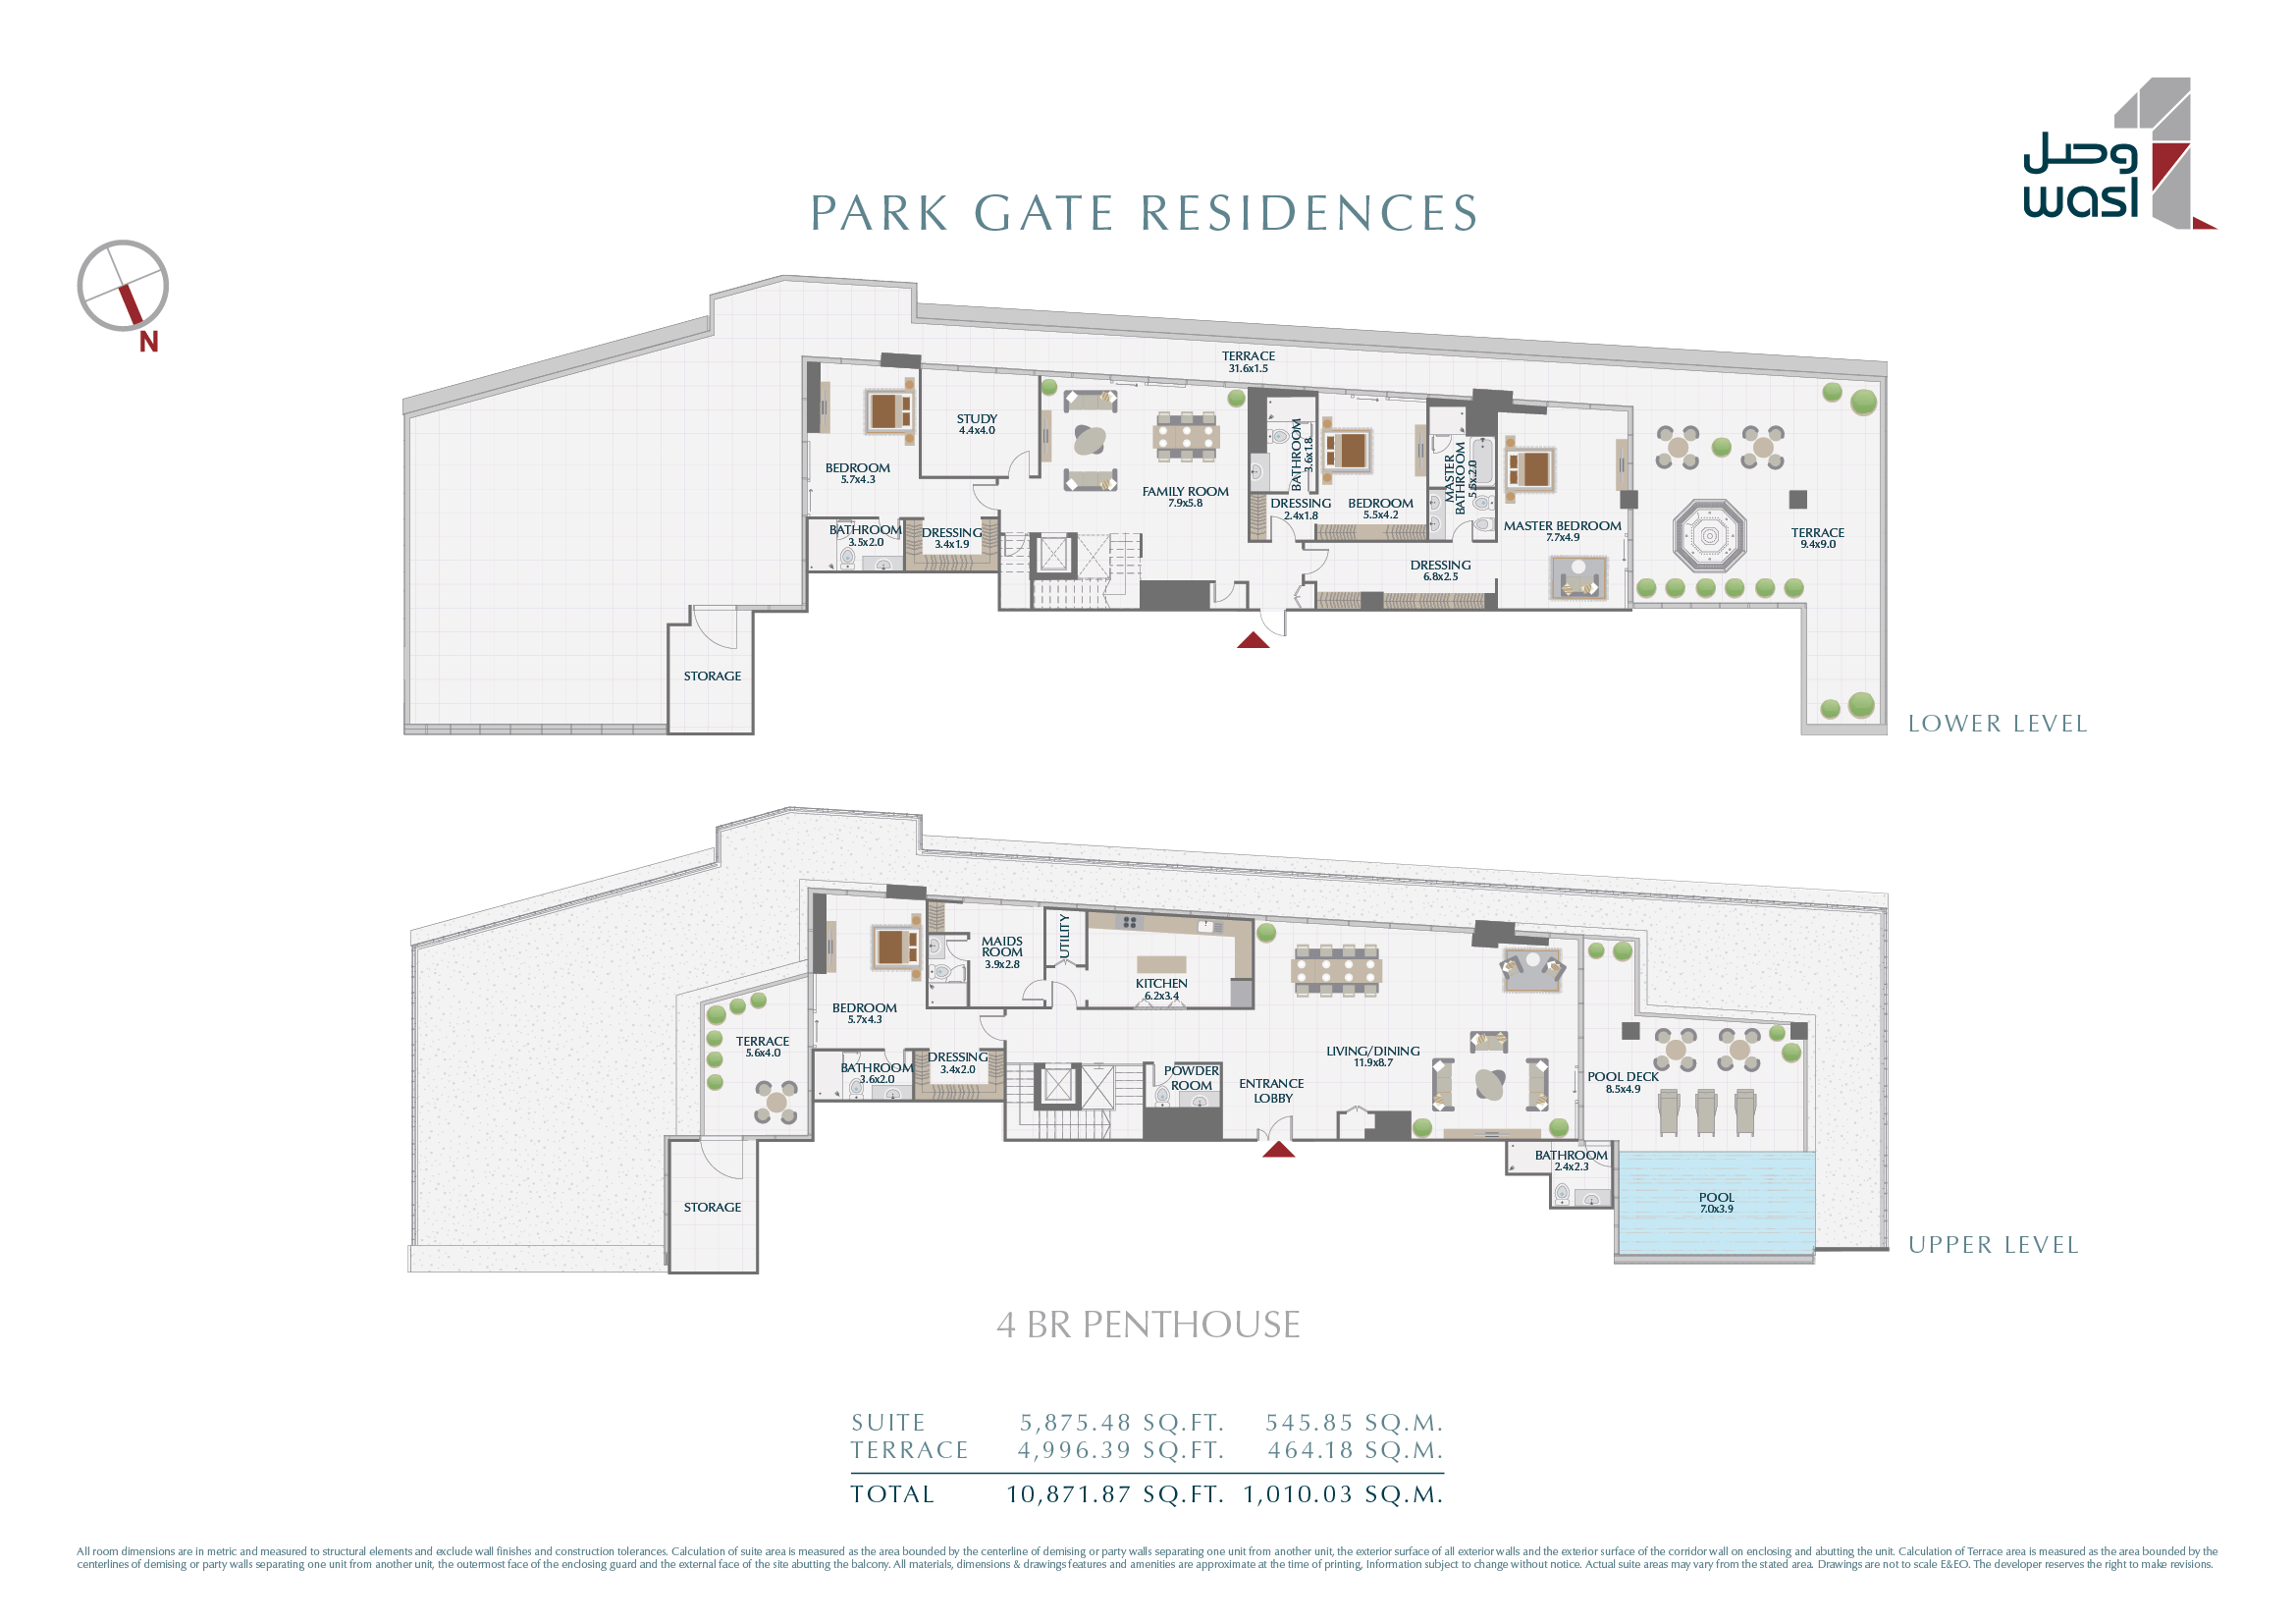 وصل
wasl
PARK GATE RESIDENCES
N
TERRACE
31.6x1.5
STUDY
4.4x4.0
BEDROOM
5.7x4.3
FAMILY ROOM
7.9x5.8
BATHROOM
3.6x1.8
DRESSING
2.4x1.8
BEDROOM
5.5x4.2
MASTER
BATHROOM
5.5x2.0
MASTER BEDROOM
7.7x4.9
TERRACE
9.4x9.0
BATHROOM
3.5x2.0
DRESSING
3.4x1.9
DRESSING
6.8x2.5
STORAGE
LOWER LEVEL
MAIDS
ROOM
3.9x2.8
UTILITY
KITCHEN
6.2x3.4
BEDROOM
5.7x4.3
TERRACE
5.6x4.0
BATHROOM
3.6x2.0
DRESSING
3.4x2.0
POWDER
ROOM
ENTRANCE
LOBBY
LIVING/DINING
11.9x8.7
POOL DECK
8.5x4.9
BATHROOM
2.4x2.3
POOL
7.0x3.9
STORAGE
UPPER LEVEL
4 BR PENTHOUSE
SUITE 5,875.48 SQ.FT. 545.85 SQ.M.
TERRACE 4,996.39 SQ.FT. 464.18 SQ.M.
TOTAL 10,871.87 SQ.FT. 1,010.03 SQ.M.
All room dimensions are in metric and measured to structural elements and exclude wall finishes and construction tolerances. Calculation of suite area is measured as the area bounded by the centerline of demising or party walls separating one unit from another unit, the exterior surface of all exterior walls and the exterior surface of the corridor wall on enclosing and abutting the unit. Calculation of Terrace area is measured as the area bounded by the
centerlines of demising or party walls separating one unit from another unit, the outermost face of the enclosing guard and the external face of the site abutting the balcony. All materials, dimensions & drawings features and amenities are approximate at the time of printing, Information subject to change without notice. Actual suite areas may vary from the stated area. Drawings are not to scale E&EO. The developer reserves the right to make revisions.